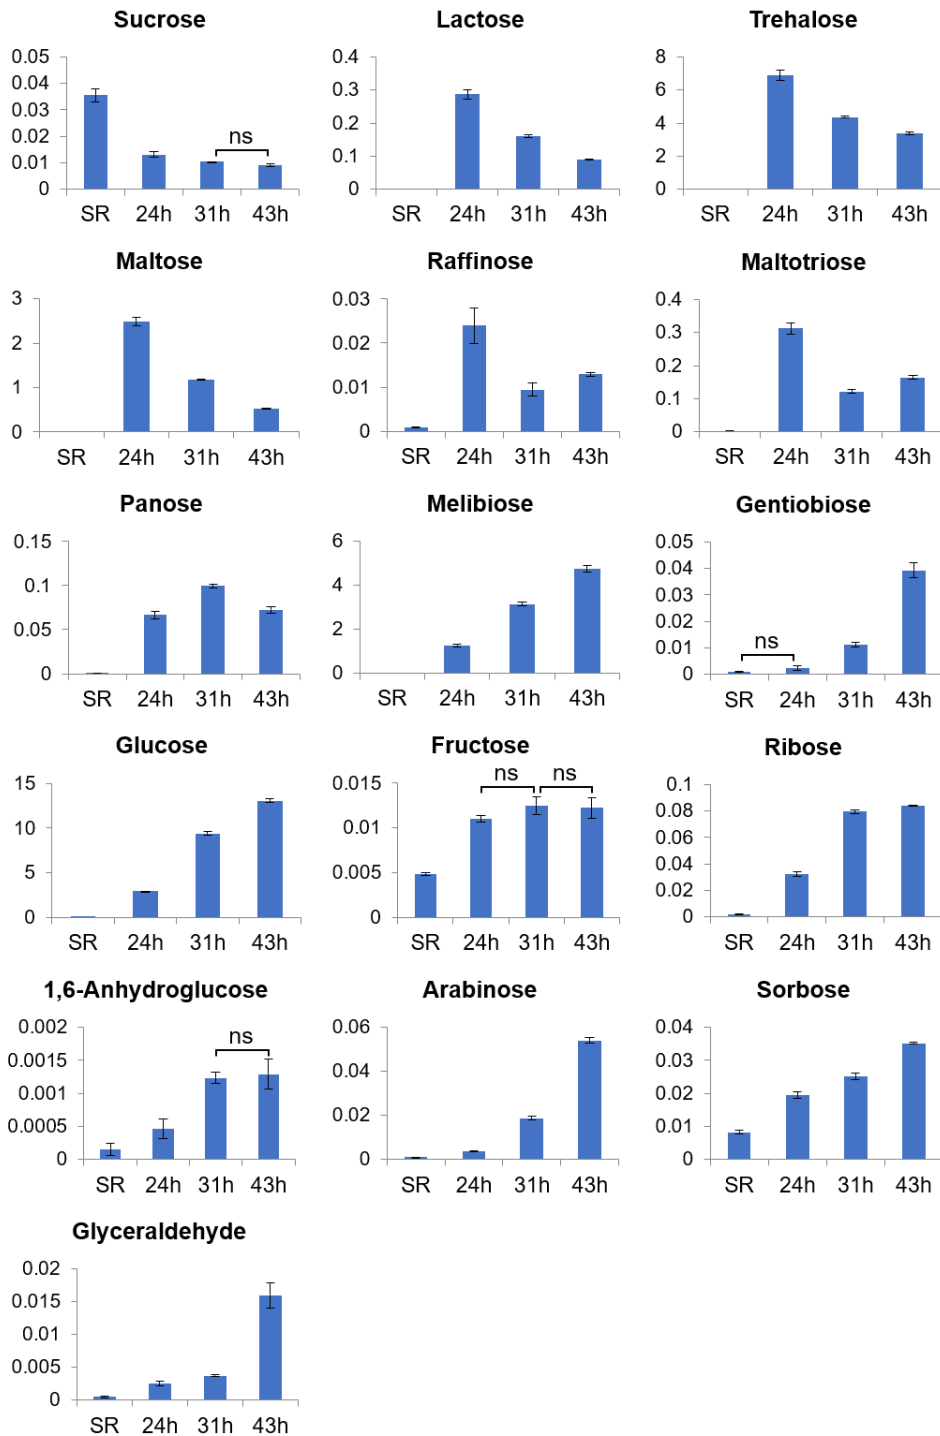 Sucrose
0.05
0.04
0.03
0.02
0.01
0
ns
SR 24h 31h 43h
Lactose
0.4
0.3
0.2
0.1
0
SR 24h 31h 43h
Trehalose
8
6
4
2
0
SR 24h 31h 43h
Maltose
3
2
1
0
SR 24h 31h 43h
Raffinose
0.03
0.02
0.01
0
SR 24h 31h 43h
Maltotriose
0.4
0.3
0.2
0.1
0
SR 24h 31h 43h
Panose
0.15
0.1
0.05
0
SR 24h 31h 43h
Melibiose
6
4
2
0
SR 24h 31h 43h
Gentiobiose
0.05
0.04
0.03
0.02
0.01
0
ns
SR 24h 31h 43h
Glucose
15
10
5
0
SR 24h 31h 43h
Fructose
0.015
0.01
0.005
0
ns ns
SR 24h 31h 43h
Ribose
0.1
0.08
0.06
0.04
0.02
0
SR 24h 31h 43h
1,6-Anhydroglucose
0.002
0.0015
0.001
0.0005
0
ns
SR 24h 31h 43h
Arabinose
0.06
0.04
0.02
0
SR 24h 31h 43h
Sorbose
0.04
0.03
0.02
0.01
0
SR 24h 31h 43h
Glyceraldehyde
0.02
0.015
0.01
0.005
0
SR 24h 31h 43h